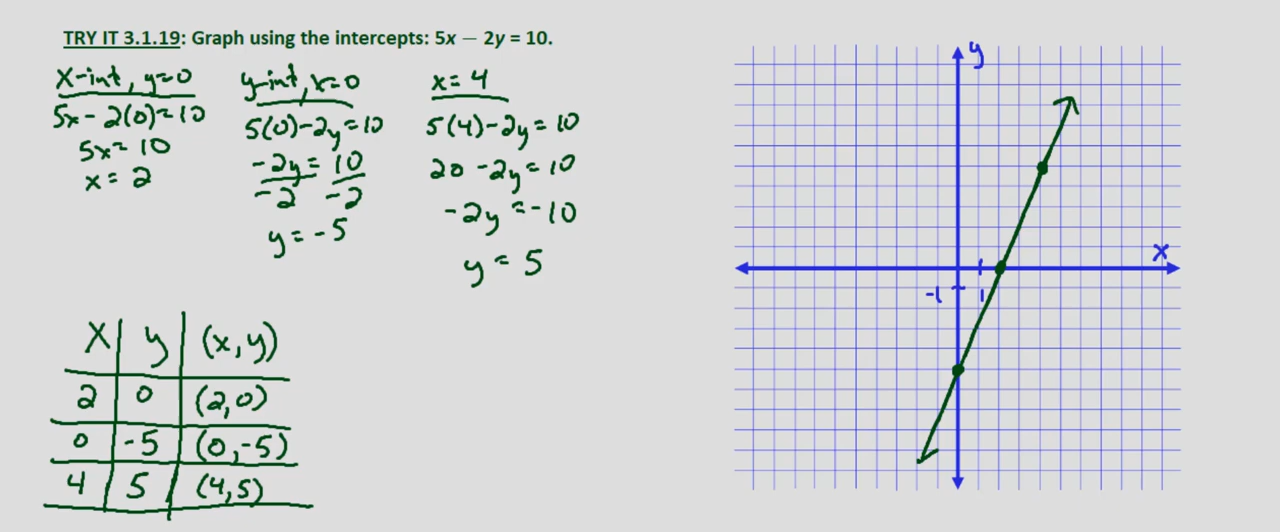 TRY IT 3.1.19: Graph using the intercepts: 5x − 2y = 10.
x-int, y=0
5x - 2(0)=10
5x = 10
x = 2
y-int, x=0
5(0)-2y=10
-2y = 10
-2 -2
y = -5
x = 4
5(4)-2y = 10
20 -2y = 10
-2y = -10
y = 5
x y (x,y)
2 0 (2,0)
0 -5 (0,-5)
4 5 (4,5)
y
x
-1 1